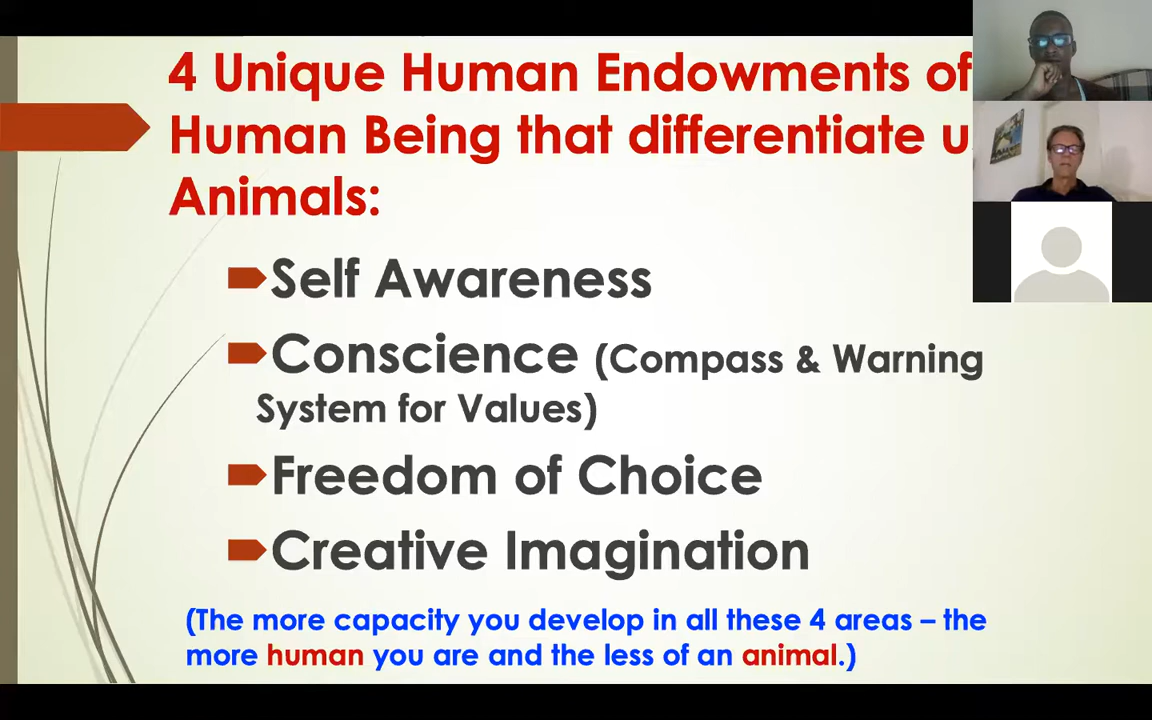 4 Unique Human Endowments of
Human Being that differentiate
Animals:
Self Awareness
Conscience (Compass & Warning
System for Values)
Freedom of Choice
Creative Imagination
(The more capacity you develop in all these 4 areas – the
more human you are and the less of an animal.)